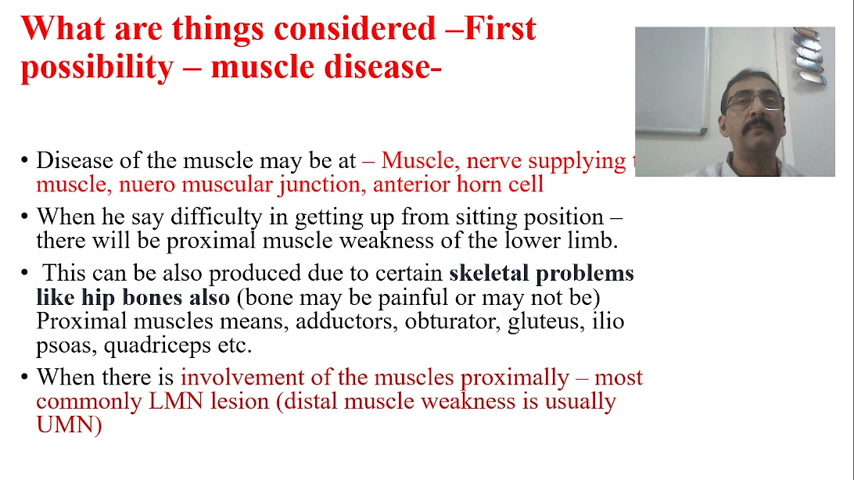 What are things considered –First
possibility – muscle disease-
• Disease of the muscle may be at – Muscle, nerve supplying
muscle, nuero muscular junction, anterior horn cell
• When he say difficulty in getting up from sitting position –
there will be proximal muscle weakness of the lower limb.
• This can be also produced due to certain skeletal problems
like hip bones also (bone may be painful or may not be)
Proximal muscles means, adductors, obturator, gluteus, ilio
psoas, quadriceps etc.
• When there is involvement of the muscles proximally – most
commonly LMN lesion (distal muscle weakness is usually
UMN)